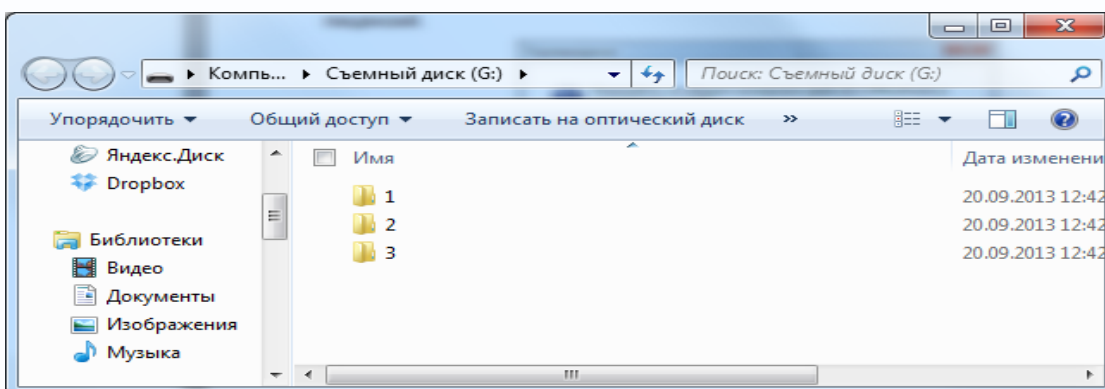 Компь... Съемный диск (G:) Поиск: Съемный диск (G:)
Упорядочить Общий доступ Записать на оптический диск »
Яндекс.Диск
Dropbox
Библиотеки
Видео
Документы
Изображения
Музыка
Имя Дата изменени
1 20.09.2013 12:42
2 20.09.2013 12:42
3 20.09.2013 12:42